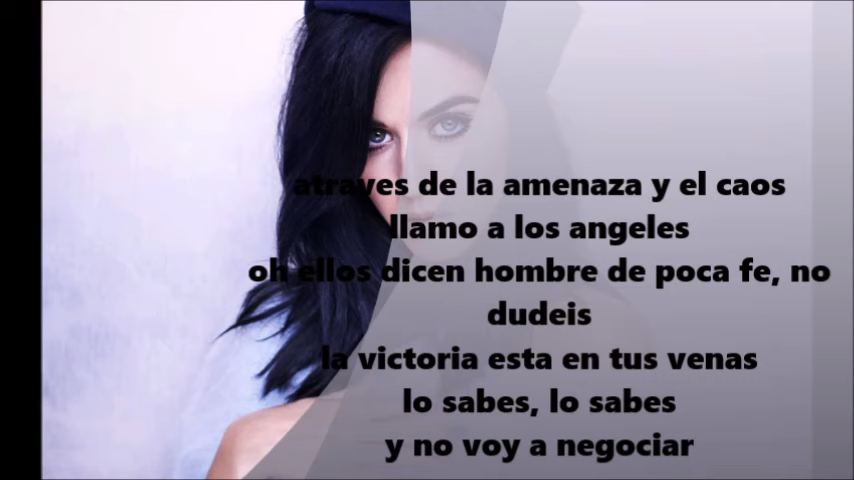 atraves de la amenaza y el caos
llamo a los angeles
oh ellos dicen hombre de poca fe, no
dudeis
la victoria esta en tus venas
lo sabes, lo sabes
y no voy a negociar